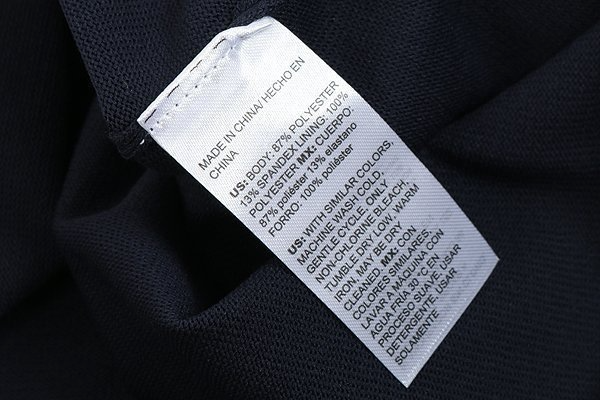 MADE IN CHINA/ HECHO EN
CHINA
US: BODY: 87% POLYESTER
13% SPANDEX LINING: 100%
POLYESTER MX: CUERPO:
87% poliéster 13% elastano
FORRO: 100% poliéster
US: WITH SIMILAR COLORS.
MACHINE WASH COLD,
GENTLE CYCLE. ONLY
NON-CHLORINE BLEACH.
TUMBLE DRY LOW. WARM
IRON. MAY BE DRY
CLEANED. MX: CON
COLORES SIMILARES,
LAVAR A MAQUINA CON
AGUA FRIA 30 °C EN
PROCESO SUAVE, USAR
DETERGENTE. USAR
SOLAMENTE